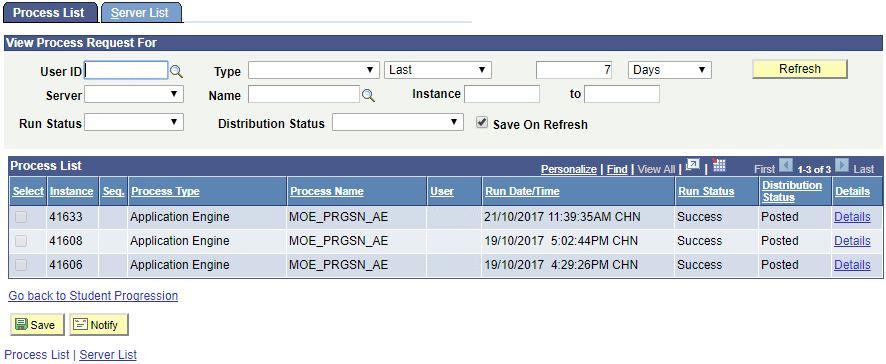 Process List Server List
View Process Request For
User ID Type Last 7 Days Refresh
Server Name Instance to
Run Status Distribution Status Save On Refresh
Process List Personalize | Find | View All | First 1-3 of 3 Last
Select Instance Seq. Process Type Process Name User Run Date/Time Run Status Distribution Status Details
41633 Application Engine MOE_PRGSN_AE 21/10/2017 11:39:35AM CHN Success Posted Details
41608 Application Engine MOE_PRGSN_AE 19/10/2017 5:02:44PM CHN Success Posted Details
41606 Application Engine MOE_PRGSN_AE 19/10/2017 4:29:26PM CHN Success Posted Details
Go back to Student Progression
Save Notify
Process List | Server List